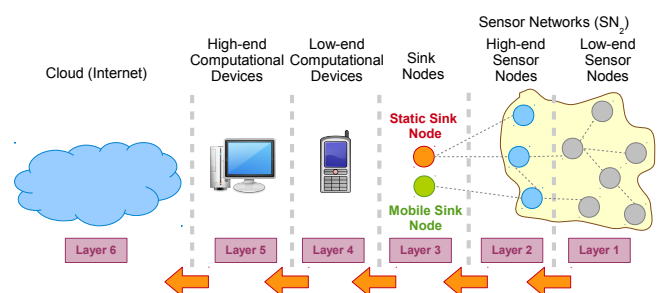 Sensor Networks (SN2)
Cloud (Internet)
High-end
Computational
Devices
Low-end
Computational
Devices
Sink
Nodes
High-end
Sensor
Nodes
Low-end
Sensor
Nodes
Static Sink
Node
Mobile Sink
Node
Layer 6
Layer 5
Layer 4
Layer 3
Layer 2
Layer 1